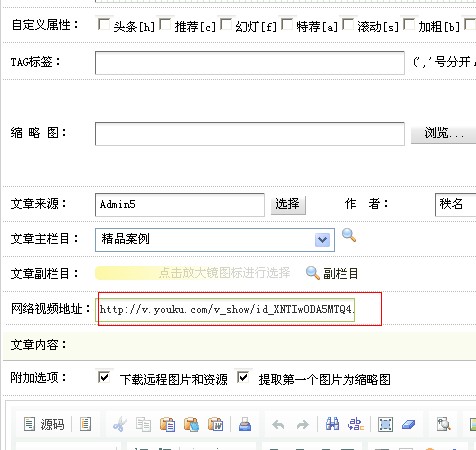 自定义属性： 头条[h] 推荐[c] 幻灯[f] 特荐[a] 滚动[s] 加粗[b]
TAG标签： (','号分开
缩 略 图： 浏览...
文章来源： Admin5 选择 作 者： 秩名
文章主栏目： 精品案例
文章副栏目： 点击放大镜图标进行选择 副栏目
网络视频地址： http://v.youku.com/v_show/id_XNTIwODA5MTQ4.
文章内容：
附加选项： 下载远程图片和资源 提取第一个图片为缩略图
源码